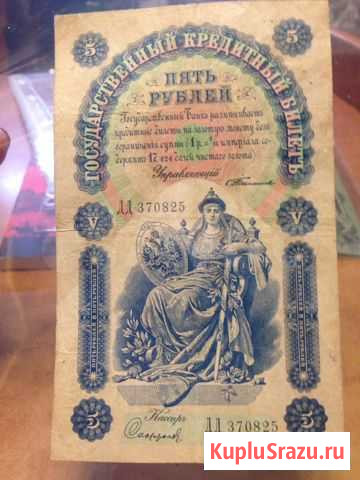 5 ГОСУДАРСТВЕННЫЙ КРЕДИТНЫЙ БИЛЕТЪ 5
ПЯТЬ
РУБЛЕЙ
Государственный Банкъ размѣниваетъ
кредитные билеты на золотую монету безъ
ограниченія суммы (1 р. = 1/15 имперіала, со-
держитъ 17,424 долей чистаго золота)
Управляющій
ДД 370825
V V
Кассиръ
5 5
ДД 370825
KupluSrazu.ru